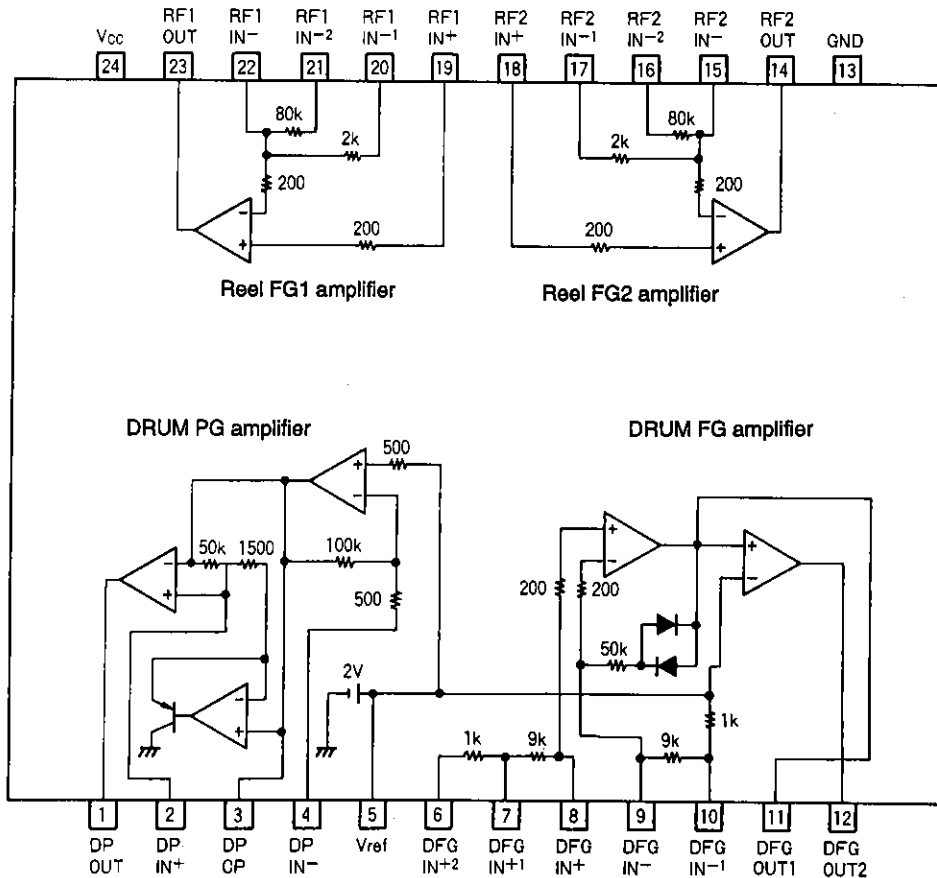 Vcc RF1 OUT RF1 IN− RF1 IN−2 RF1 IN−1 RF1 IN+ RF2 IN+ RF2 IN−1 RF2 IN−2 RF2 IN− RF2 OUT GND
24 23 22 21 20 19 18 17 16 15 14 13
80k 80k
2k 2k
200 200
− −
200 200
+ +
Reel FG1 amplifier Reel FG2 amplifier
DRUM PG amplifier DRUM FG amplifier
500
+
−
50k 1500 100k
− +
+ −
200 200
500
+
−
50k
2V
−
+
1k
1k 9k 9k
1 2 3 4 5 6 7 8 9 10 11 12
DP OUT DP IN+ DP CP DP IN− Vref DFG IN+2 DFG IN+1 DFG IN+ DFG IN− DFG IN−1 DFG OUT1 DFG OUT2